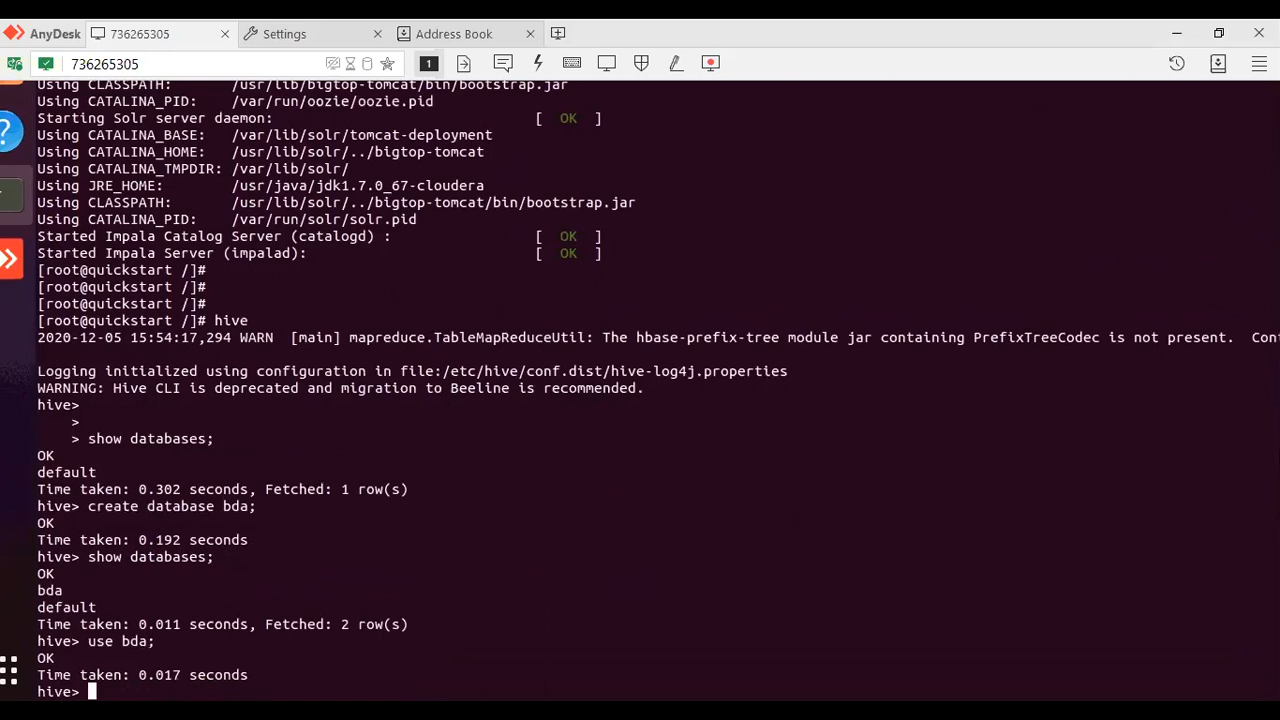 AnyDesk
736265305
Settings
Address Book
736265305
1
Using CLASSPATH: /usr/lib/bigtop-tomcat/bin/bootstrap.jar
Using CATALINA_PID: /var/run/oozie/oozie.pid
Starting Solr server daemon: [ OK ]
Using CATALINA_BASE: /var/lib/solr/tomcat-deployment
Using CATALINA_HOME: /usr/lib/solr/../bigtop-tomcat
Using CATALINA_TMPDIR: /var/lib/solr/
Using JRE_HOME: /usr/java/jdk1.7.0_67-cloudera
Using CLASSPATH: /usr/lib/solr/../bigtop-tomcat/bin/bootstrap.jar
Using CATALINA_PID: /var/run/solr/solr.pid
Started Impala Catalog Server (catalogd) : [ OK ]
Started Impala Server (impalad): [ OK ]
[root@quickstart /]#
[root@quickstart /]#
[root@quickstart /]#
[root@quickstart /]# hive
2020-12-05 15:54:17,294 WARN [main] mapreduce.TableMapReduceUtil: The hbase-prefix-tree module jar containing PrefixTreeCodec is not present. Con
Logging initialized using configuration in file:/etc/hive/conf.dist/hive-log4j.properties
WARNING: Hive CLI is deprecated and migration to Beeline is recommended.
hive>
>
> show databases;
OK
default
Time taken: 0.302 seconds, Fetched: 1 row(s)
hive> create database bda;
OK
Time taken: 0.192 seconds
hive> show databases;
OK
bda
default
Time taken: 0.011 seconds, Fetched: 2 row(s)
hive> use bda;
OK
Time taken: 0.017 seconds
hive>